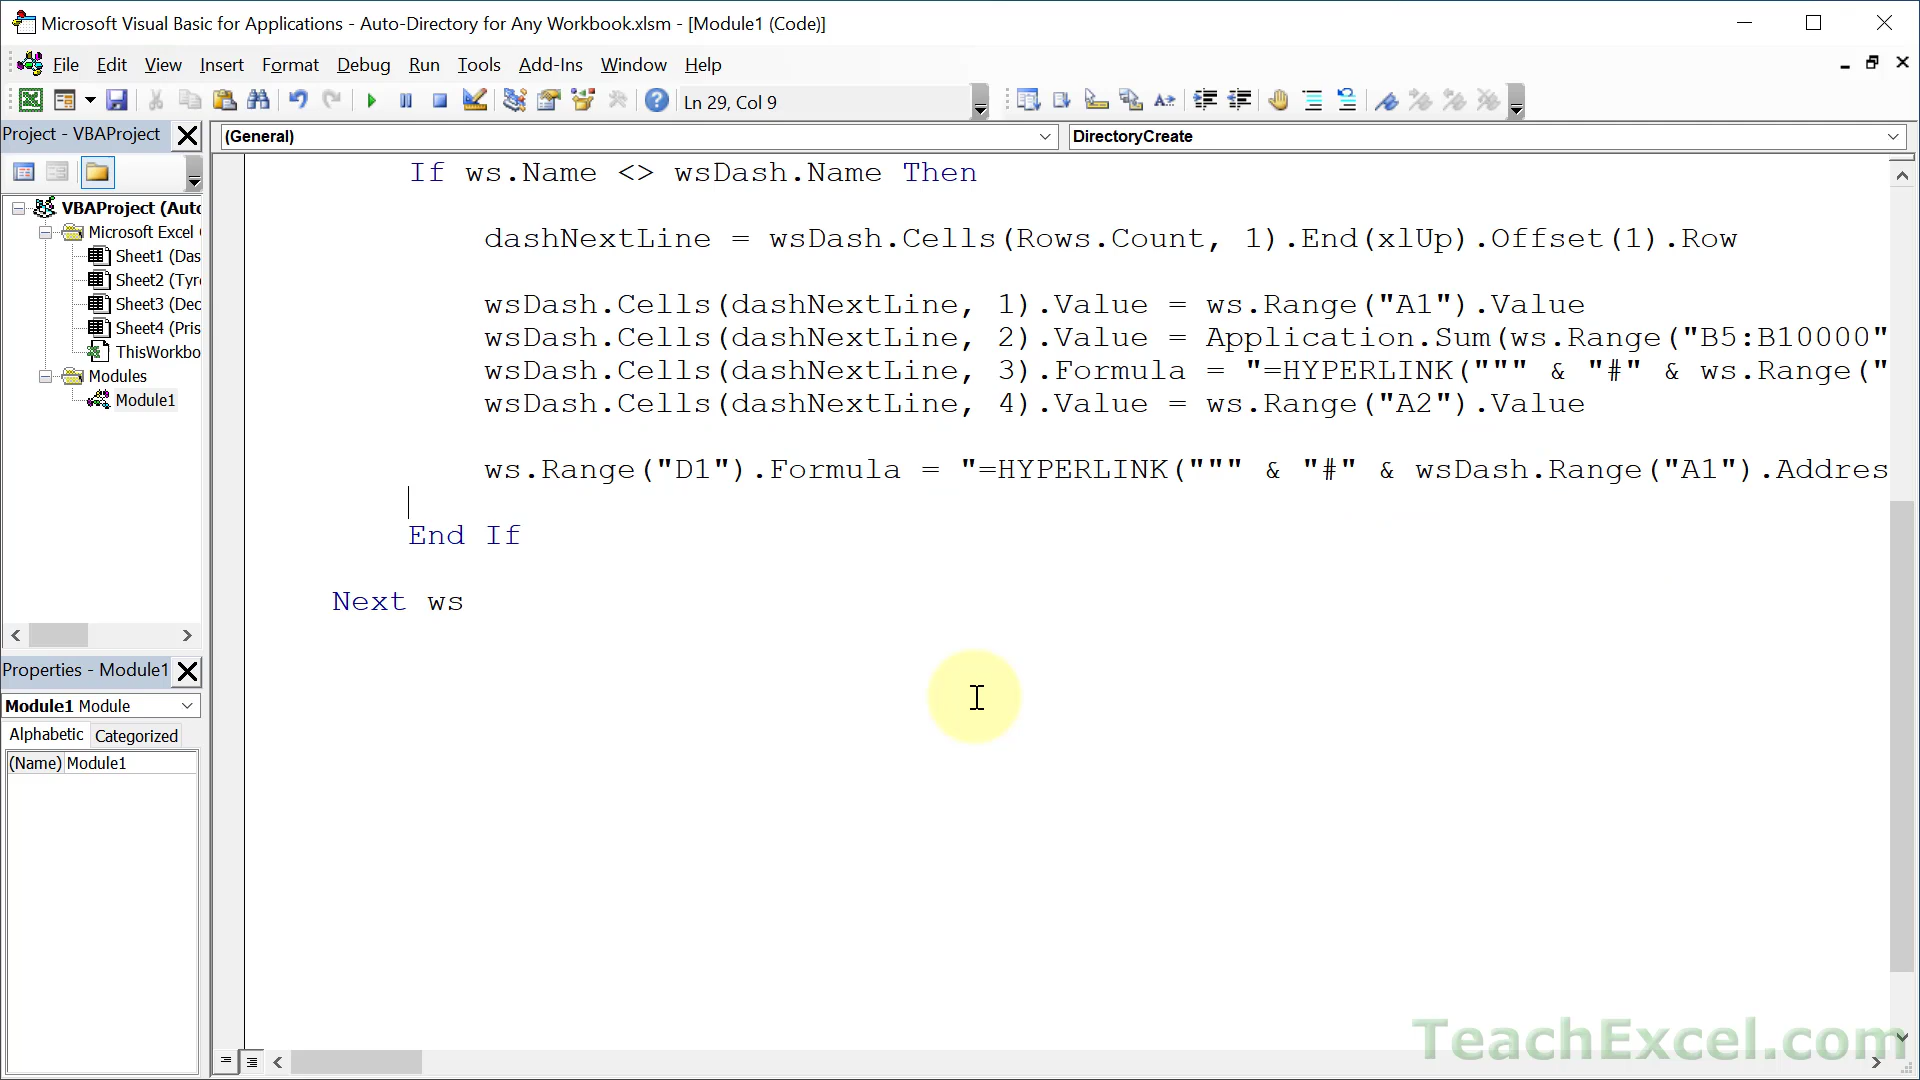 Microsoft Visual Basic for Applications - Auto-Directory for Any Workbook.xlsm - [Module1 (Code)]
File Edit View Insert Format Debug Run Tools Add-Ins Window Help
Ln 29, Col 9
Project - VBAProject
(General)
DirectoryCreate
VBAProject (Auto
Microsoft Excel
Sheet1 (Das
Sheet2 (Tyre
Sheet3 (Dec
Sheet4 (Pris
ThisWorkbo
Modules
Module1
If ws.Name <> wsDash.Name Then
dashNextLine = wsDash.Cells(Rows.Count, 1).End(xlUp).Offset(1).Row
wsDash.Cells(dashNextLine, 1).Value = ws.Range("A1").Value
wsDash.Cells(dashNextLine, 2).Value = Application.Sum(ws.Range("B5:B10000"
wsDash.Cells(dashNextLine, 3).Formula = "=HYPERLINK(""" & "#" & ws.Range("
wsDash.Cells(dashNextLine, 4).Value = ws.Range("A2").Value
ws.Range("D1").Formula = "=HYPERLINK(""" & "#" & wsDash.Range("A1").Addres
End If
Next ws
Properties - Module1
Module1 Module
Alphabetic Categorized
(Name) Module1
TeachExcel.com